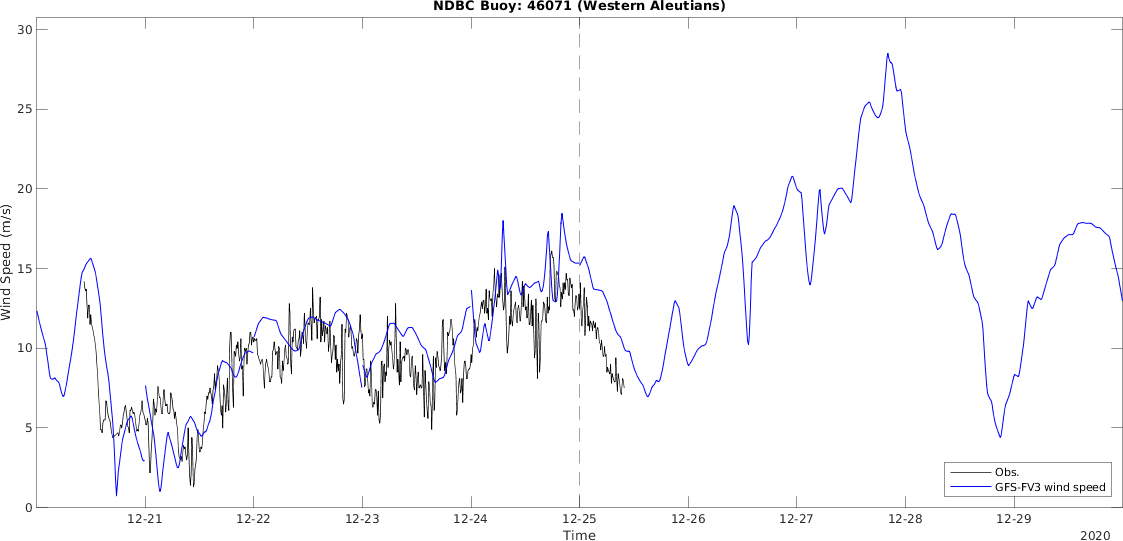 NDBC Buoy: 46071 (Western Aleutians)
30
25
20
15
10
5
0
Wind Speed (m/s)
12-21 12-22 12-23 12-24 12-25 12-26 12-27 12-28 12-29
Time
2020
Obs.
GFS-FV3 wind speed